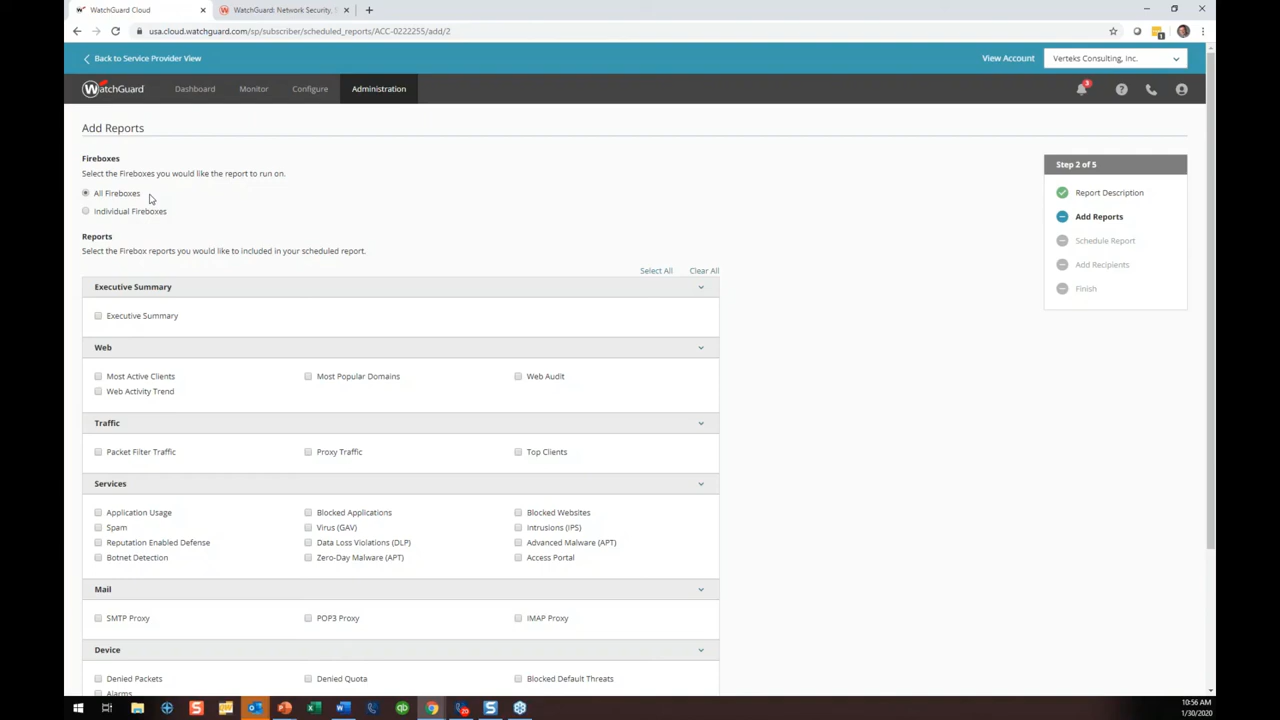 WatchGuard Cloud
WatchGuard: Network Security,
usa.cloud.watchguard.com/sp/subscriber/scheduled_reports/ACC-0222255/add/2
Back to Service Provider View
View Account
Verteks Consulting, Inc.
WatchGuard
Dashboard
Monitor
Configure
Administration
3
Add Reports
Fireboxes
Select the Fireboxes you would like the report to run on.
All Fireboxes
Individual Fireboxes
Step 2 of 5
Report Description
Add Reports
Schedule Report
Add Recipients
Finish
Reports
Select the Firebox reports you would like to included in your scheduled report.
Select All Clear All
Executive Summary
Executive Summary
Web
Most Active Clients Most Popular Domains Web Audit
Web Activity Trend
Traffic
Packet Filter Traffic Proxy Traffic Top Clients
Services
Application Usage Blocked Applications Blocked Websites
Spam Virus (GAV) Intrusions (IPS)
Reputation Enabled Defense Data Loss Violations (DLP) Advanced Malware (APT)
Botnet Detection Zero-Day Malware (APT) Access Portal
Mail
SMTP Proxy POP3 Proxy IMAP Proxy
Device
Denied Packets Denied Quota Blocked Default Threats
Alarms
10:56 AM
1/30/2020